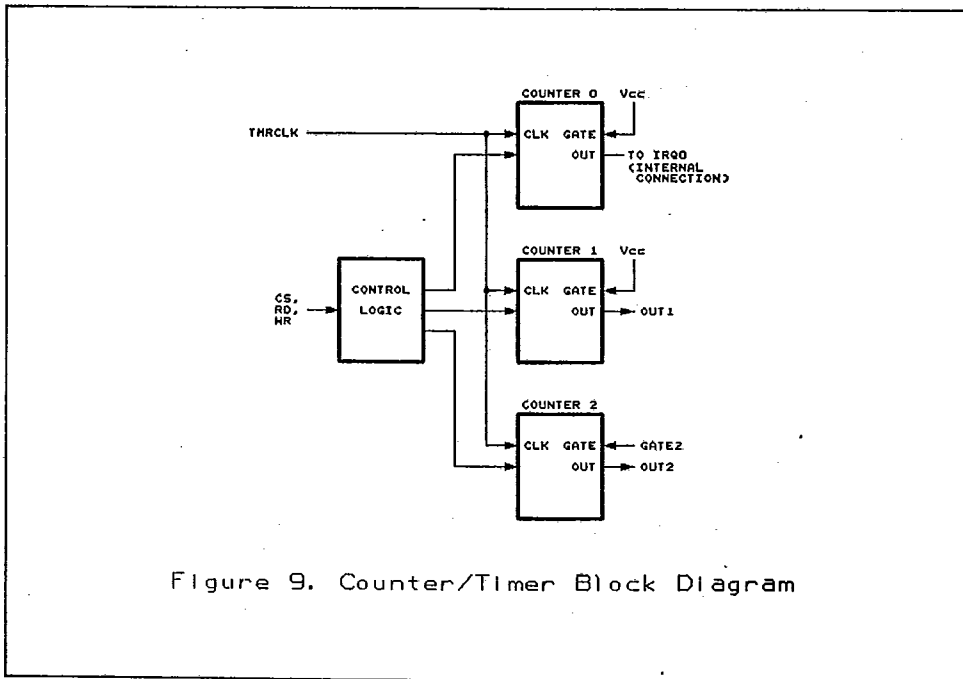 COUNTER 0 Vcc
TMRCLK CLK GATE
OUT TO IRQ0
(INTERNAL
CONNECTION)
COUNTER 1 Vcc
CONTROL
LOGIC
CS,
RD,
WR
CLK GATE
OUT OUT1
COUNTER 2
CLK GATE GATE2
OUT OUT2
Figure 9. Counter/Timer Block Diagram